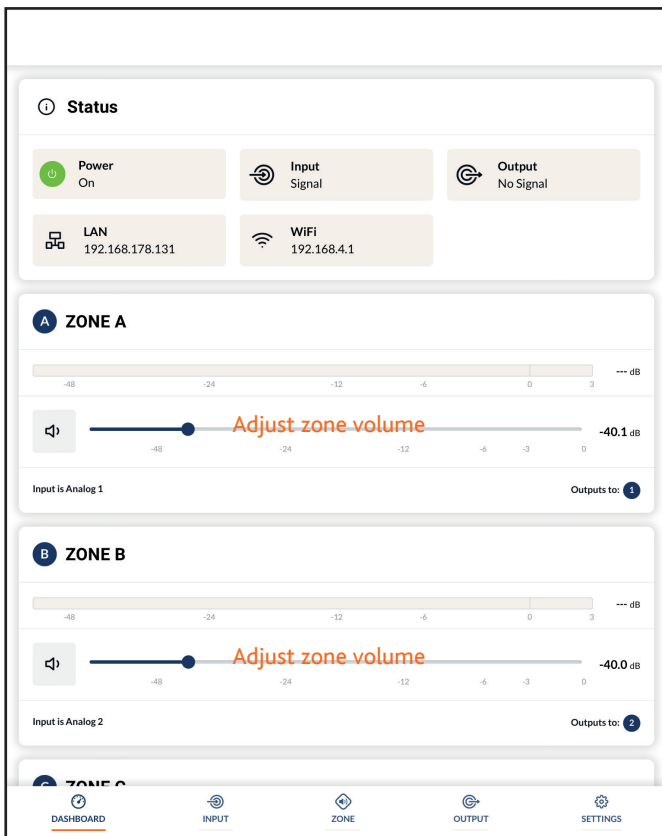 Status
Power
On
Input
Signal
Output
No Signal
LAN
192.168.178.131
WiFi
192.168.4.1
A ZONE A
--- dB
-48 -24 -12 -6 0 3
Adjust zone volume
-40.1 dB
-48 -24 -12 -6 -3 0
Input is Analog 1 Outputs to: 1
B ZONE B
--- dB
-48 -24 -12 -6 0 3
Adjust zone volume
-40.0 dB
-48 -24 -12 -6 -3 0
Input is Analog 2 Outputs to: 2
C ZONE C
DASHBOARD INPUT ZONE OUTPUT SETTINGS